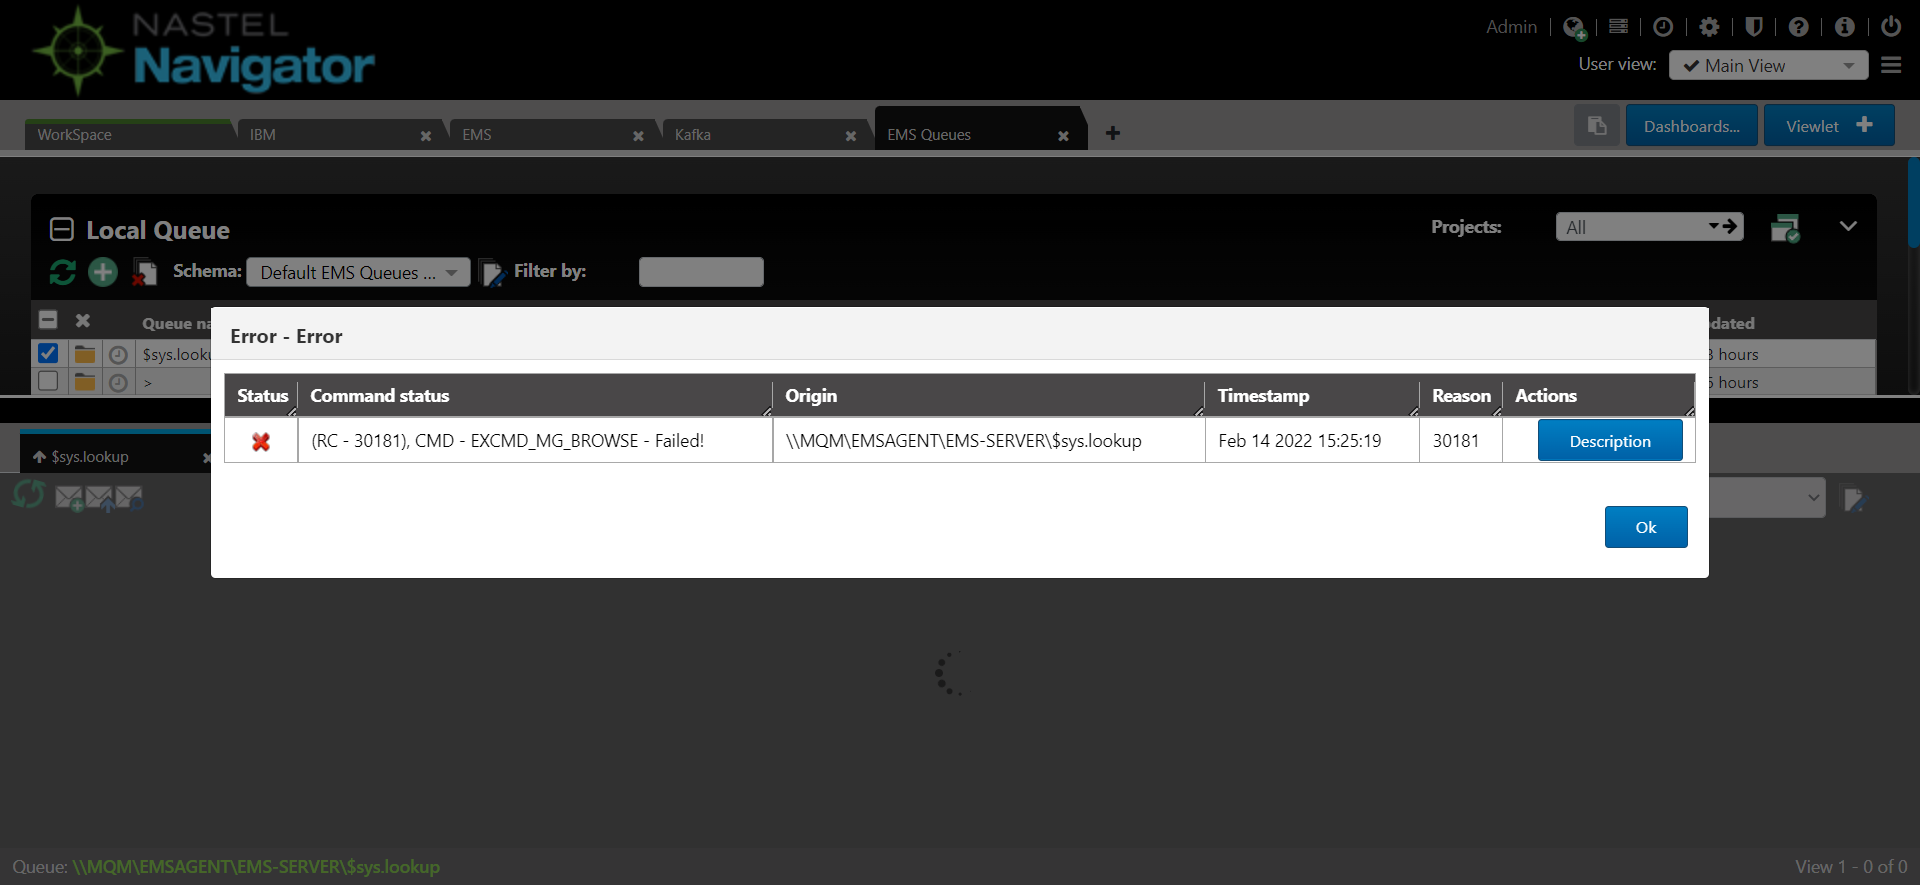 NASTEL
Navigator
Admin
User view: Main View
WorkSpace IBM EMS Kafka EMS Queues
Dashboards... Viewlet
Local Queue
Projects: All
Schema: Default EMS Queues ... Filter by:
Error - Error
Status Command status Origin Timestamp Reason Actions
(RC - 30181), CMD - EXCMD_MG_BROWSE - Failed! \\MQM\EMSAGENT\EMS-SERVER\$sys.lookup Feb 14 2022 15:25:19 30181 Description
Ok
Queue na
dated
$sys.looku
hours
>
hours
$sys.lookup
Queue: \\MQM\EMSAGENT\EMS-SERVER\$sys.lookup
View 1 - 0 of 0